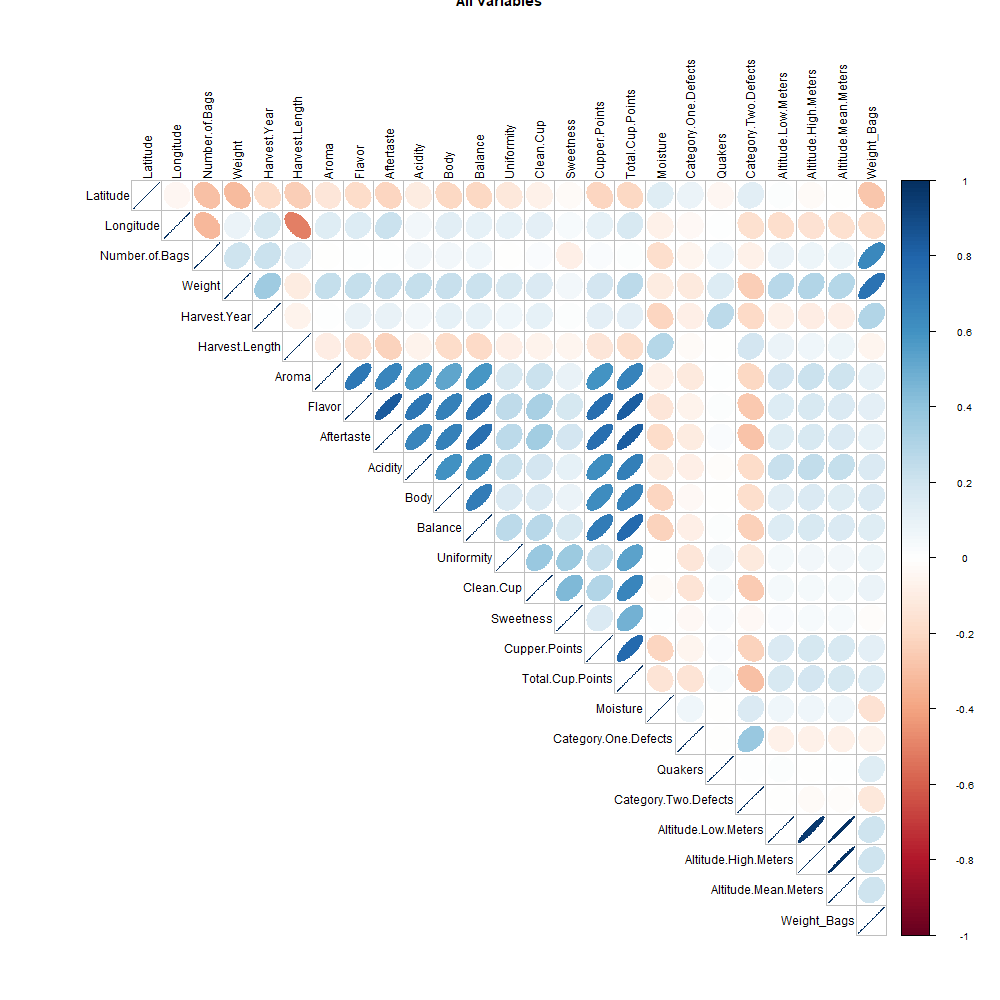 All Variables
Latitude
Longitude
Number.of.Bags
Weight
Harvest.Year
Harvest.Length
Aroma
Flavor
Aftertaste
Acidity
Body
Balance
Uniformity
Clean.Cup
Sweetness
Cupper.Points
Total.Cup.Points
Moisture
Category.One.Defects
Quakers
Category.Two.Defects
Altitude.Low.Meters
Altitude.High.Meters
Altitude.Mean.Meters
Weight_Bags
Latitude
Longitude
Number.of.Bags
Weight
Harvest.Year
Harvest.Length
Aroma
Flavor
Aftertaste
Acidity
Body
Balance
Uniformity
Clean.Cup
Sweetness
Cupper.Points
Total.Cup.Points
Moisture
Category.One.Defects
Quakers
Category.Two.Defects
Altitude.Low.Meters
Altitude.High.Meters
Altitude.Mean.Meters
Weight_Bags
1
0.8
0.6
0.4
0.2
0
-0.2
-0.4
-0.6
-0.8
-1